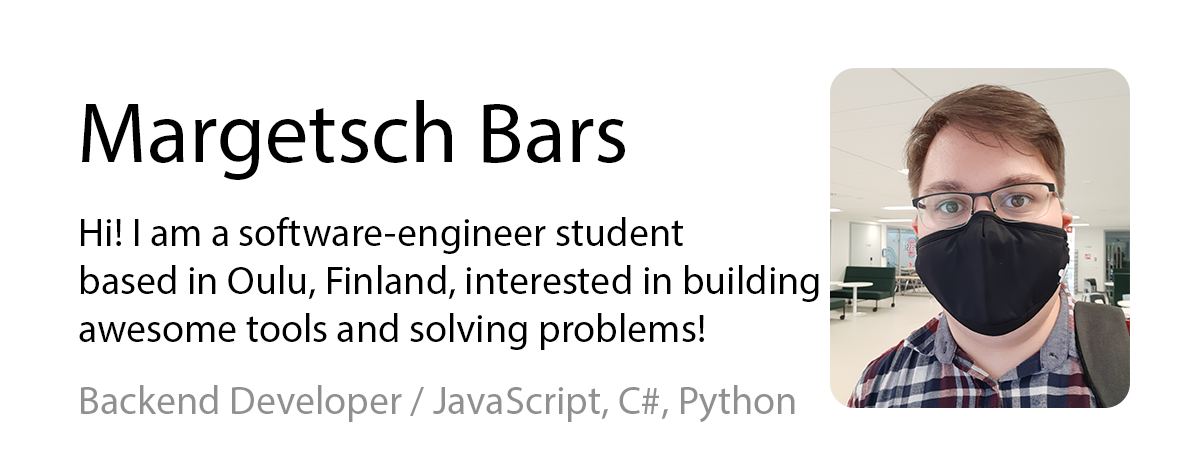 Margetsch Bars
Hi! I am a software-engineer student
based in Oulu, Finland, interested in building
awesome tools and solving problems!
Backend Developer / JavaScript, C#, Python